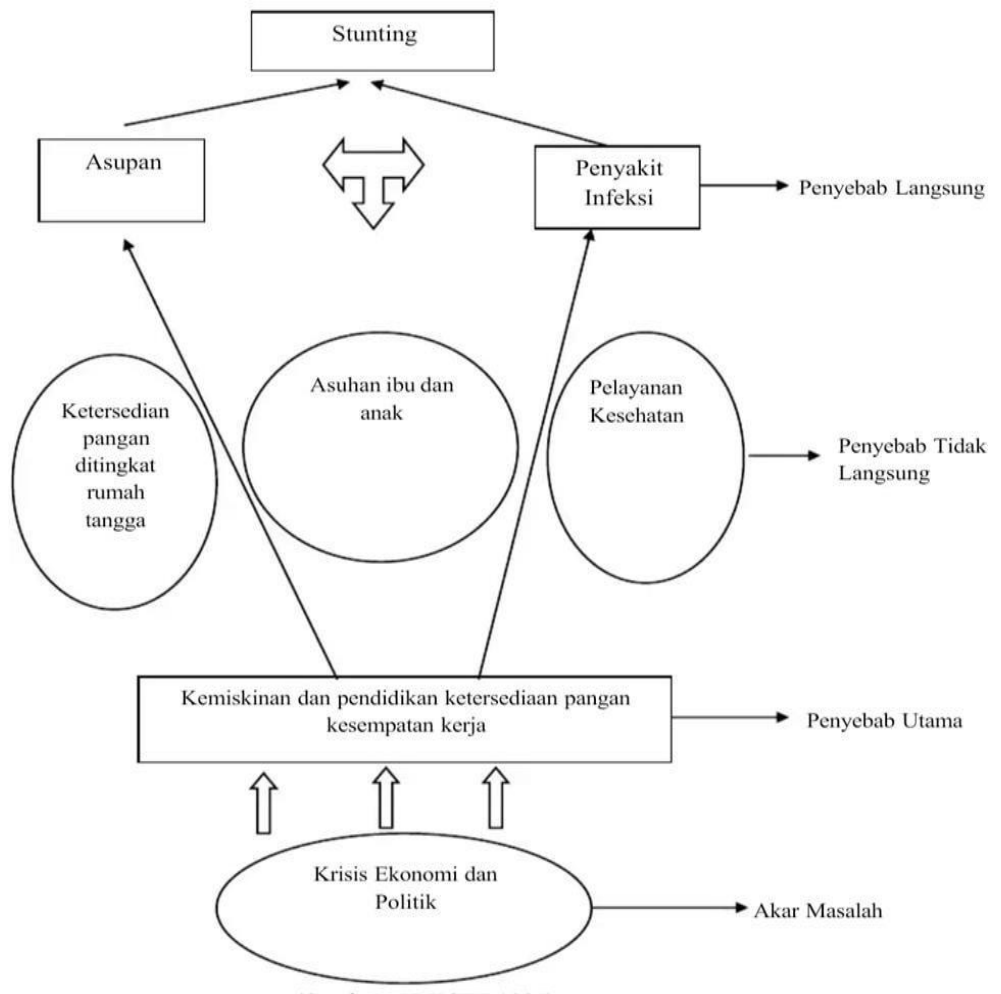 Stunting
Asupan
Penyakit
Infeksi
Penyebab Langsung
Ketersedian
pangan
ditingkat
rumah
tangga
Asuhan ibu dan
anak
Pelayanan
Kesehatan
Penyebab Tidak
Langsung
Kemiskinan dan pendidikan ketersediaan pangan
kesempatan kerja
Penyebab Utama
Krisis Ekonomi dan
Politik
Akar Masalah